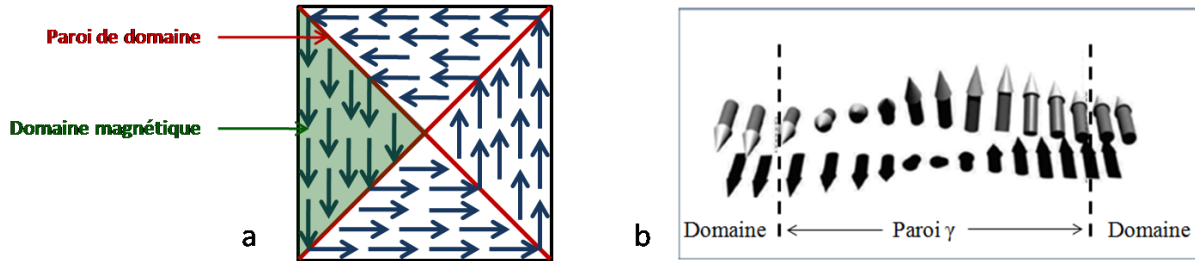 Paroi de domaine
Domaine magnétique
a
b
Domaine
Paroi γ
Domaine